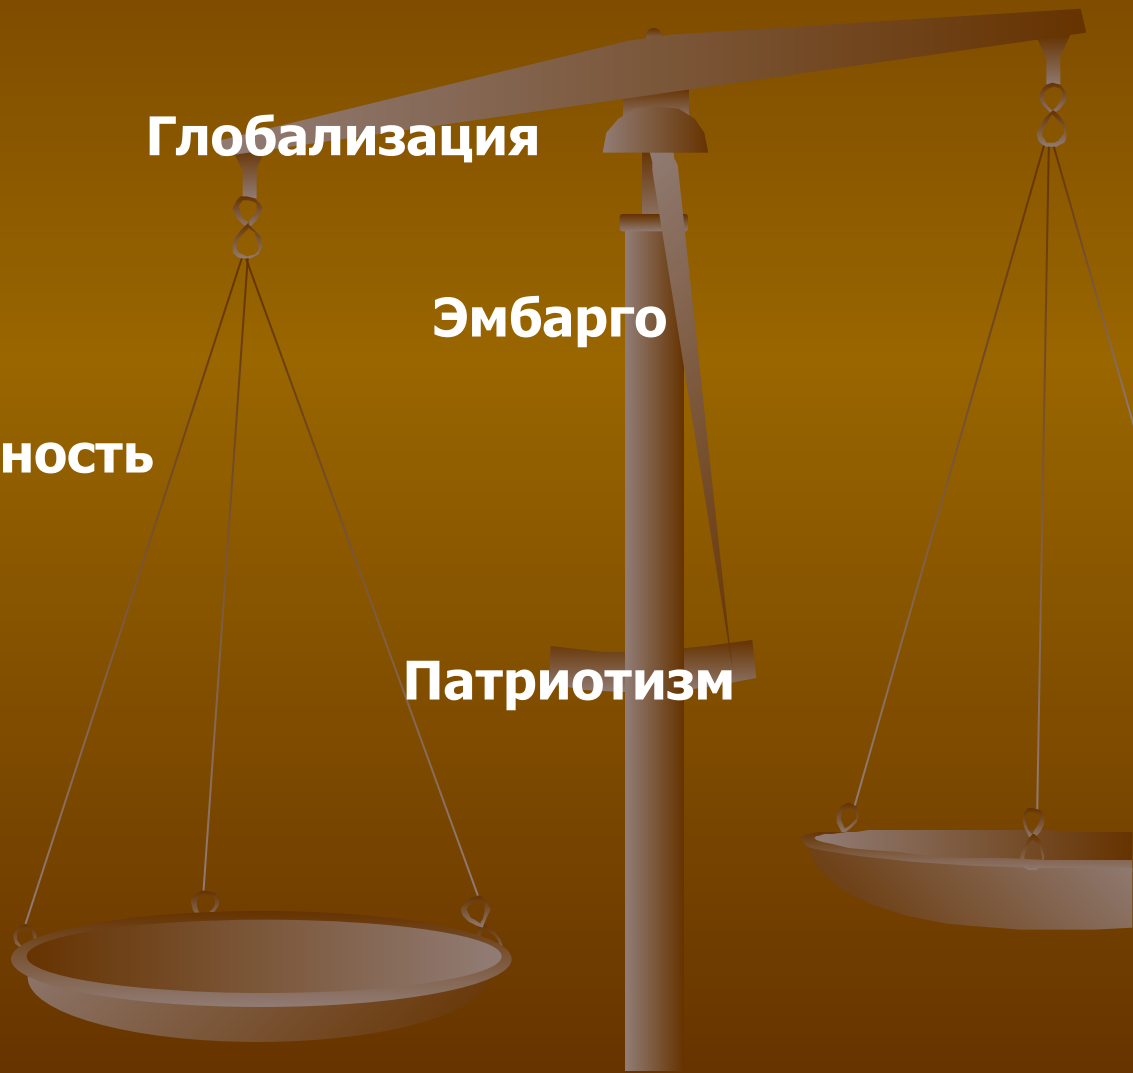 Глобализация
Эмбарго
ность
Патриотизм